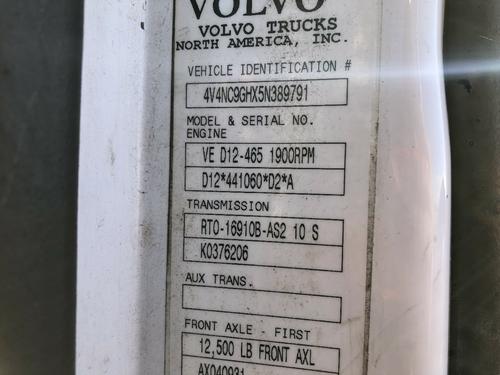 VOLVO
VOLVO TRUCKS
NORTH AMERICA, INC.
VEHICLE IDENTIFICATION #
4V4NC9GHX5N389791
MODEL & SERIAL NO.
ENGINE
VE D12-465 1900RPM
D12*441060*D2*A
TRANSMISSION
RTO-16910B-AS2 10 S
K0376206
AUX TRANS.
FRONT AXLE - FIRST
12,500 LB FRONT AXL
AX040931